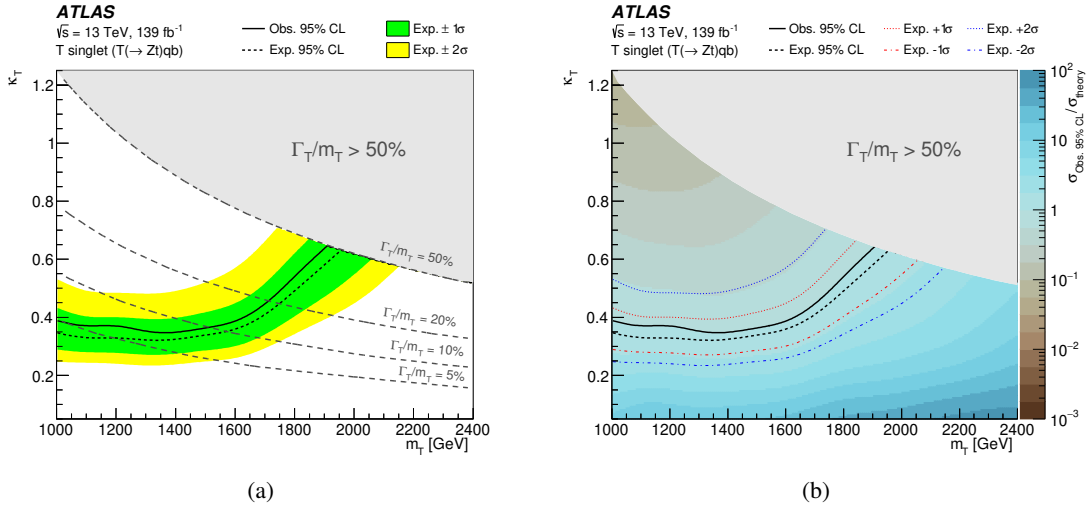 ATLAS
√s = 13 TeV, 139 fb⁻¹
T singlet (T(→ Zt)qb)
Obs. 95% CL
Exp. 95% CL
Exp. ± 1σ
Exp. ± 2σ
κ_T
1.2
1
0.8
0.6
0.4
0.2
Γ_T/m_T > 50%
Γ_T/m_T = 50%
Γ_T/m_T = 20%
Γ_T/m_T = 10%
Γ_T/m_T = 5%
1000 1200 1400 1600 1800 2000 2200 2400
m_T [GeV]
(a)
ATLAS
√s = 13 TeV, 139 fb⁻¹
T singlet (T(→ Zt)qb)
Obs. 95% CL
Exp. 95% CL
Exp. +1σ
Exp. -1σ
Exp. +2σ
Exp. -2σ
κ_T
1.2
1
0.8
0.6
0.4
0.2
Γ_T/m_T > 50%
1000 1200 1400 1600 1800 2000 2200 2400
m_T [GeV]
10²
10
1
10⁻¹
10⁻²
10⁻³
σ_Obs. 95% CL/σ_theory
(b)